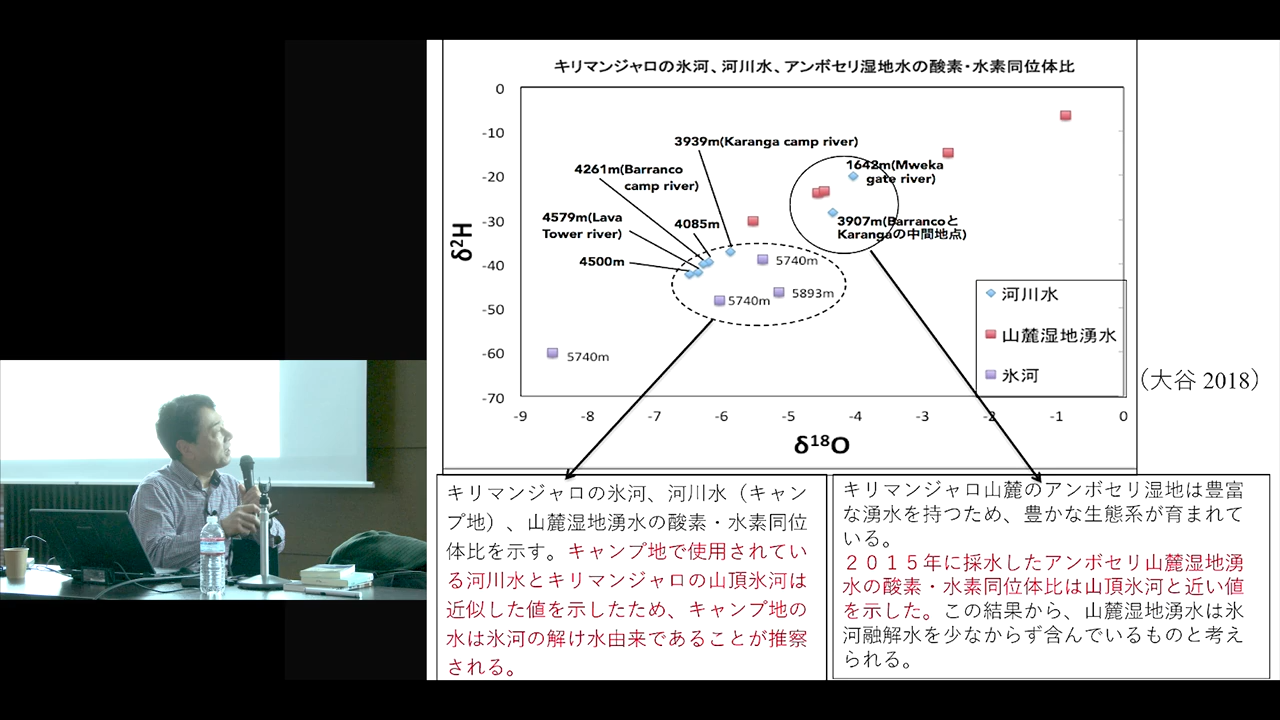 キリマンジャロの氷河、河川水、アンボセリ湿地水の酸素・水素同位体比
0
-10
-20
-30
-40
-50
-60
-70
δ²H
3939m(Karanga camp river)
4261m(Barranco
camp river)
4579m(Lava
Tower river)
4085m
4500m
1642m(Mweka
gate river)
3907m(Barrancoと
Karangaの中間地点)
5740m
5893m
5740m
5740m
河川水
山麓湿地湧水
氷河
-9
-8
-7
-6
-5
-4
-3
-2
-1
0
δ¹⁸O
（大谷 2018）
キリマンジャロの氷河、河川水（キャン
プ地）、山麓湿地湧水の酸素・水素同位
体比を示す。キャンプ地で使用されてい
る河川水とキリマンジャロの山頂氷河は
近似した値を示したため、キャンプ地の
水は氷河の解け水由来であることが推察
される。
キリマンジャロ山麓のアンボセリ湿地は豊富
な湧水を持つため、豊かな生態系が育まれて
いる。
２０１５年に採水したアンボセリ山麓湿地湧
水の酸素・水素同位体比は山頂氷河と近い値
を示した。この結果から、山麓湿地湧水は氷
河融解水を少なからず含んでいるものと考え
られる。